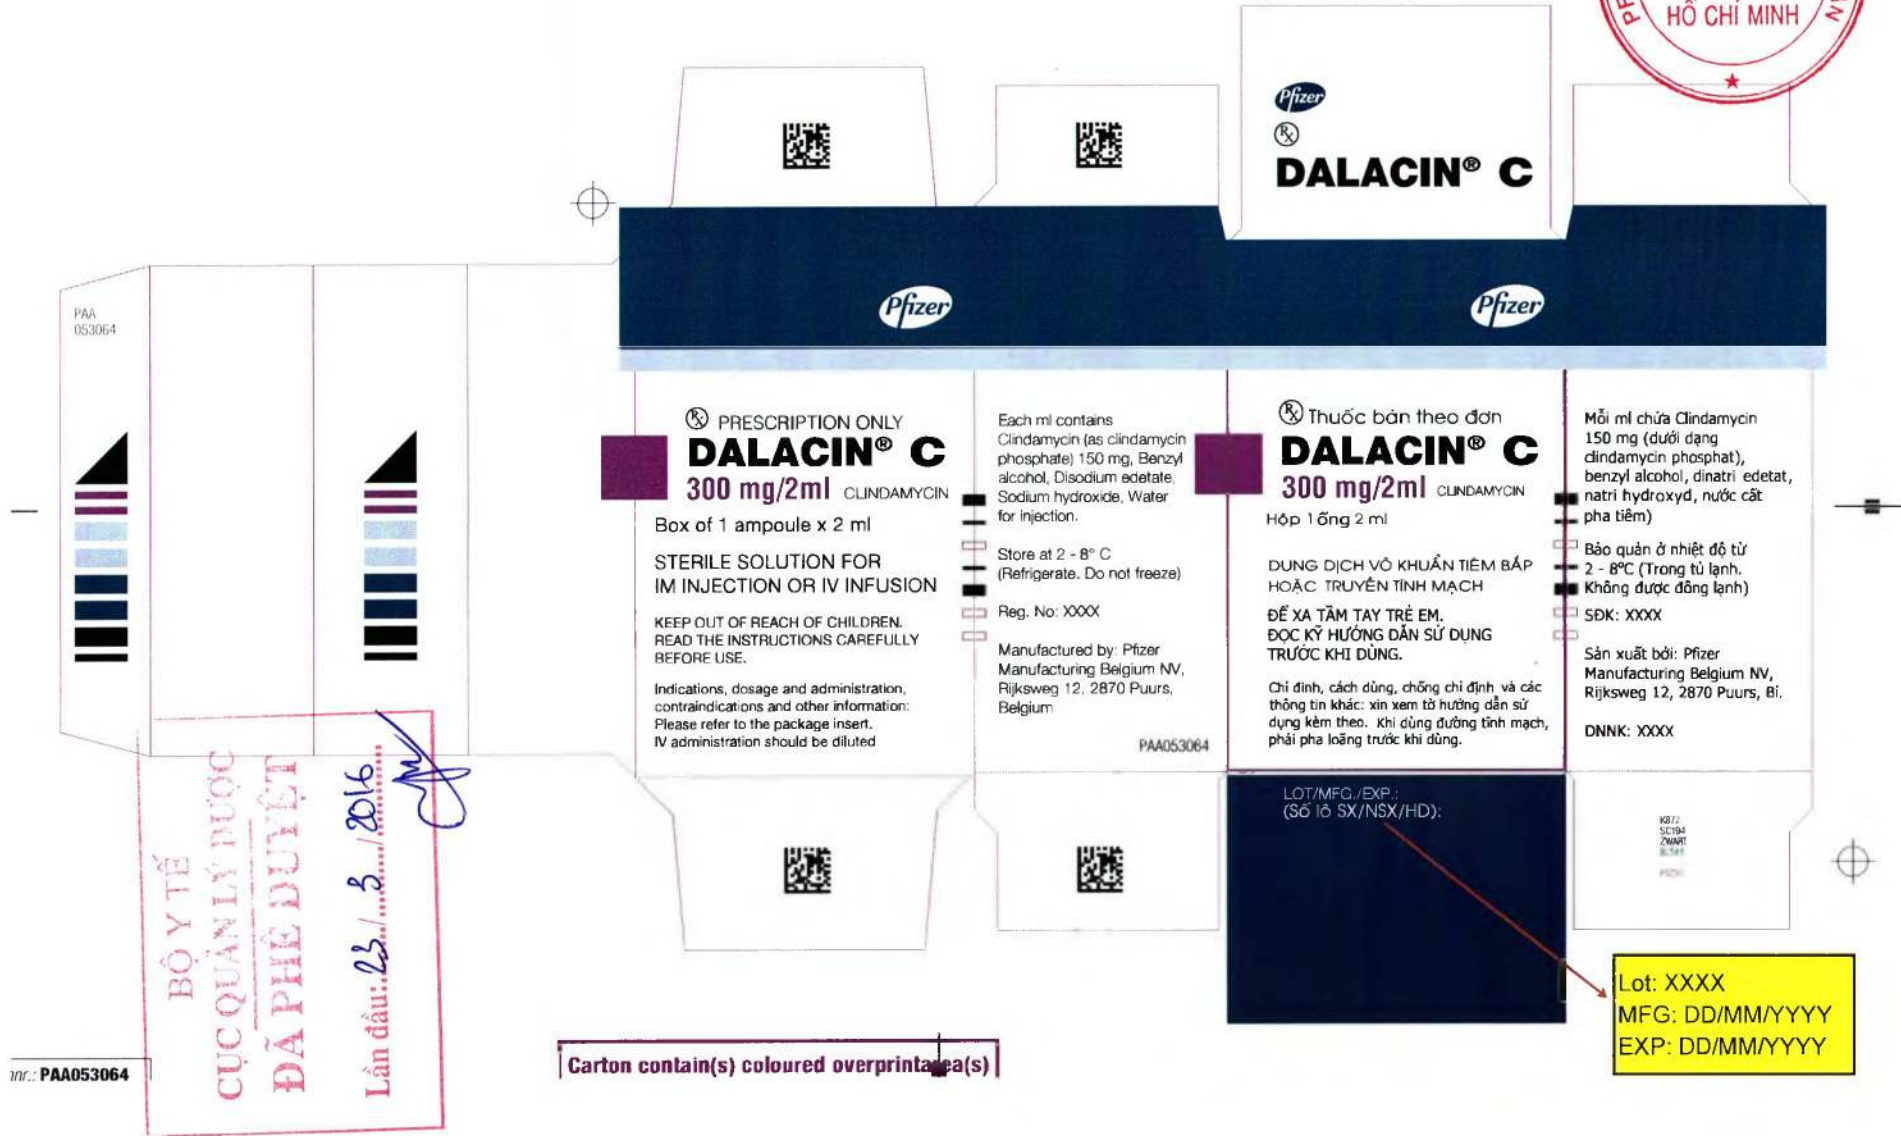 HỒ CHÍ MINH
Pfizer
Rx
DALACIN® C
PAA
053064
Pfizer
Pfizer
Rx PRESCRIPTION ONLY
DALACIN® C
300 mg/2ml CLINDAMYCIN
Box of 1 ampoule x 2 ml
STERILE SOLUTION FOR
IM INJECTION OR IV INFUSION
KEEP OUT OF REACH OF CHILDREN.
READ THE INSTRUCTIONS CAREFULLY
BEFORE USE.
Indications, dosage and administration,
contraindications and other information:
Please refer to the package insert.
IV administration should be diluted
Each ml contains
Clindamycin (as clindamycin
phosphate) 150 mg, Benzyl
alcohol, Disodium edetate,
Sodium hydroxide, Water
for injection.
Store at 2 - 8° C
(Refrigerate. Do not freeze)
Reg. No: XXXX
Manufactured by: Pfizer
Manufacturing Belgium NV,
Rijksweg 12, 2870 Puurs,
Belgium
PAA053064
Rx Thuốc bán theo đơn
DALACIN® C
300 mg/2ml CLINDAMYCIN
Hộp 1 ống 2 ml
DUNG DỊCH VÔ KHUẨN TIÊM BẮP
HOẶC TRUYỀN TĨNH MẠCH
ĐỂ XA TẦM TAY TRẺ EM.
ĐỌC KỸ HƯỚNG DẪN SỬ DỤNG
TRƯỚC KHI DÙNG.
Chỉ định, cách dùng, chống chỉ định và các
thông tin khác: xin xem tờ hướng dẫn sử
dụng kèm theo. Khi dùng đường tĩnh mạch,
phải pha loãng trước khi dùng.
Mỗi ml chứa Clindamycin
150 mg (dưới dạng
clindamycin phosphat),
benzyl alcohol, dinatri edetat,
natri hydroxyd, nước cất
pha tiêm)
Bảo quản ở nhiệt độ từ
2 - 8°C (Trong tủ lạnh.
Không được đông lạnh)
SĐK: XXXX
Sản xuất bởi: Pfizer
Manufacturing Belgium NV,
Rijksweg 12, 2870 Puurs, Bỉ.
DNNK: XXXX
LOT/MFG./EXP.:
(Số lô SX/NSX/HD):
K872
SC194
ZWART
Lot: XXXX
MFG: DD/MM/YYYY
EXP: DD/MM/YYYY
BỘ Y TẾ
CỤC QUẢN LÝ DƯỢC
ĐÃ PHÊ DUYỆT
Lần đầu: 23/3/2016
Carton contain(s) coloured overprintarea(s)
nnr.: PAA053064